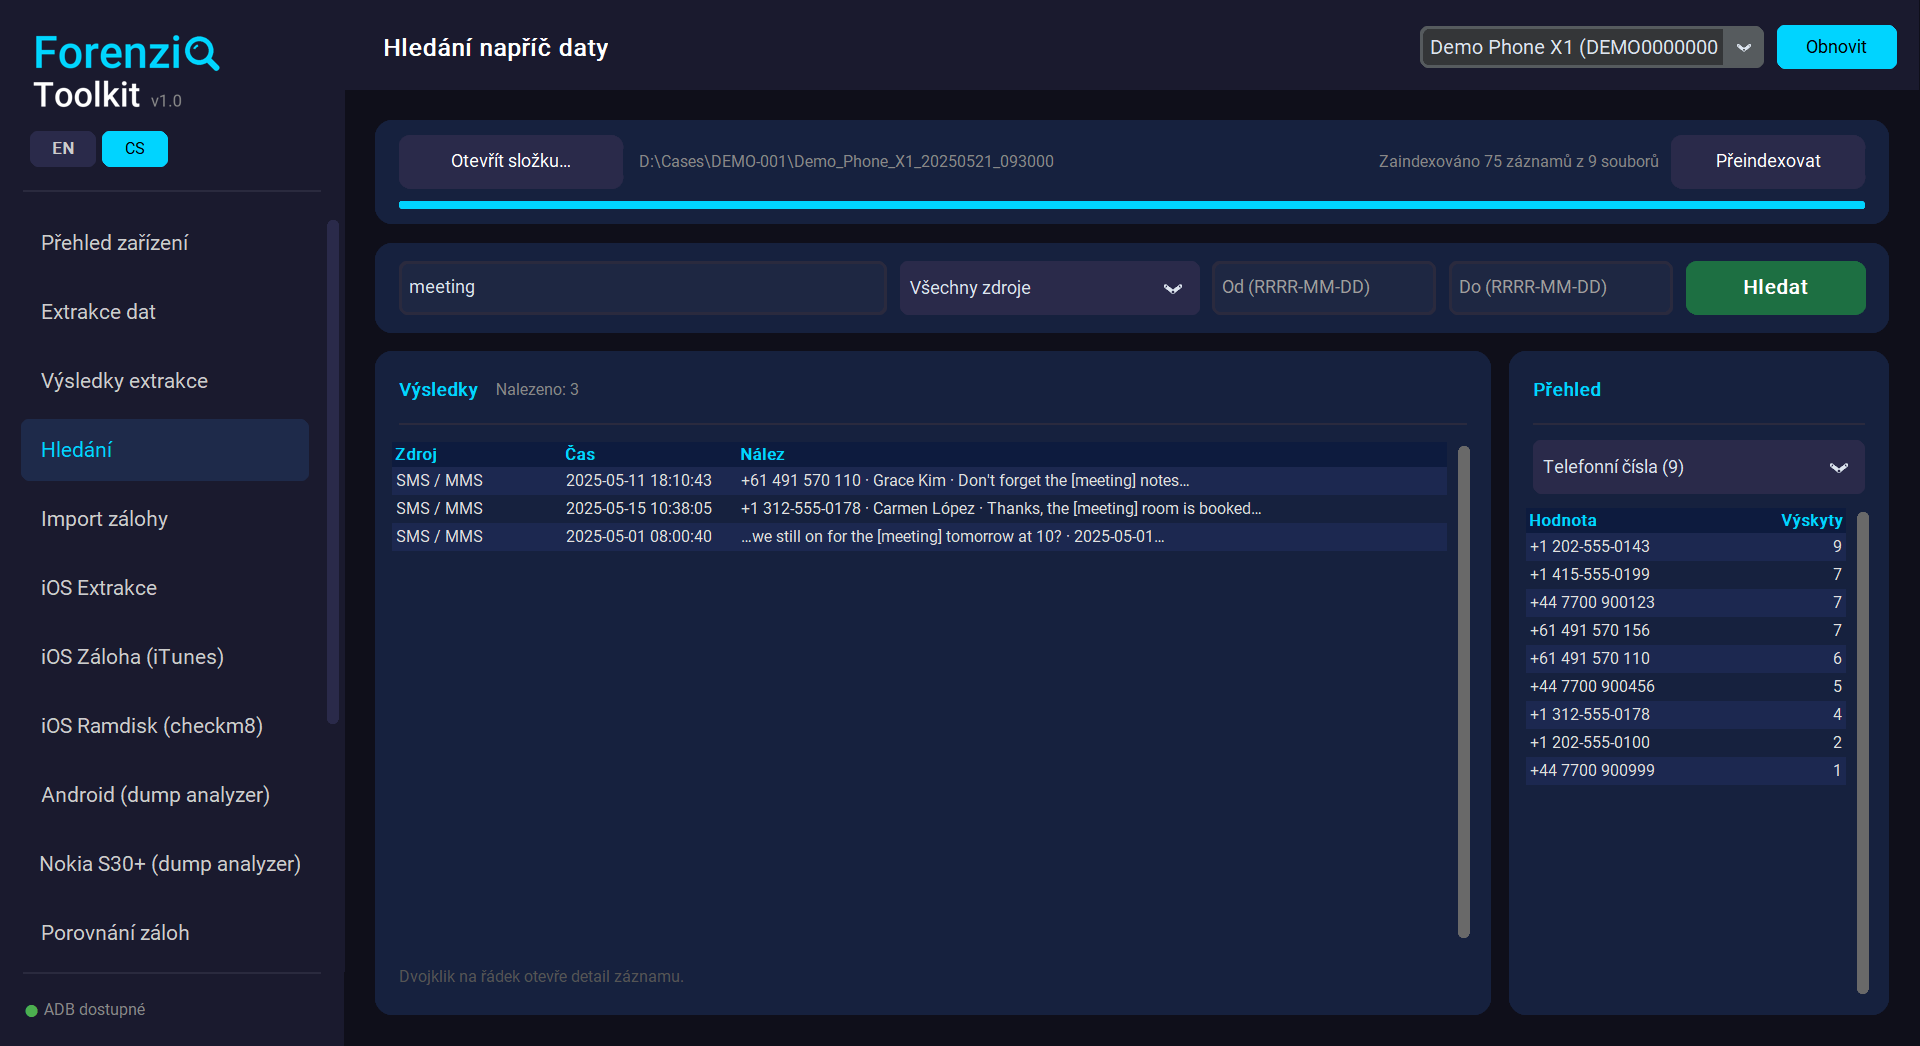 Forenzi
Toolkit v1.0
EN CS
Přehled zařízení
Extrakce dat
Výsledky extrakce
Hledání
Import zálohy
iOS Extrakce
iOS Záloha (iTunes)
iOS Ramdisk (checkm8)
Android (dump analyzer)
Nokia S30+ (dump analyzer)
Porovnání záloh
ADB dostupné
Hledání napříč daty
Demo Phone X1 (DEMO0000000
Obnovit
Otevřít složku...
D:\Cases\DEMO-001\Demo_Phone_X1_20250521_093000
Zaindexováno 75 záznamů z 9 souborů
Přeindexovat
meeting
Všechny zdroje
Od (RRRR-MM-DD)
Do (RRRR-MM-DD)
Hledat
Výsledky Nalezeno: 3
Zdroj Čas Nález
SMS / MMS 2025-05-11 18:10:43 +61 491 570 110 · Grace Kim · Don't forget the [meeting] notes...
SMS / MMS 2025-05-15 10:38:05 +1 312-555-0178 · Carmen López · Thanks, the [meeting] room is booked...
SMS / MMS 2025-05-01 08:00:40 ...we still on for the [meeting] tomorrow at 10? · 2025-05-01...
Dvojklik na řádek otevře detail záznamu.
Přehled
Telefonní čísla (9)
Hodnota Výskyty
+1 202-555-0143 9
+1 415-555-0199 7
+44 7700 900123 7
+61 491 570 156 7
+61 491 570 110 6
+44 7700 900456 5
+1 312-555-0178 4
+1 202-555-0100 2
+44 7700 900999 1